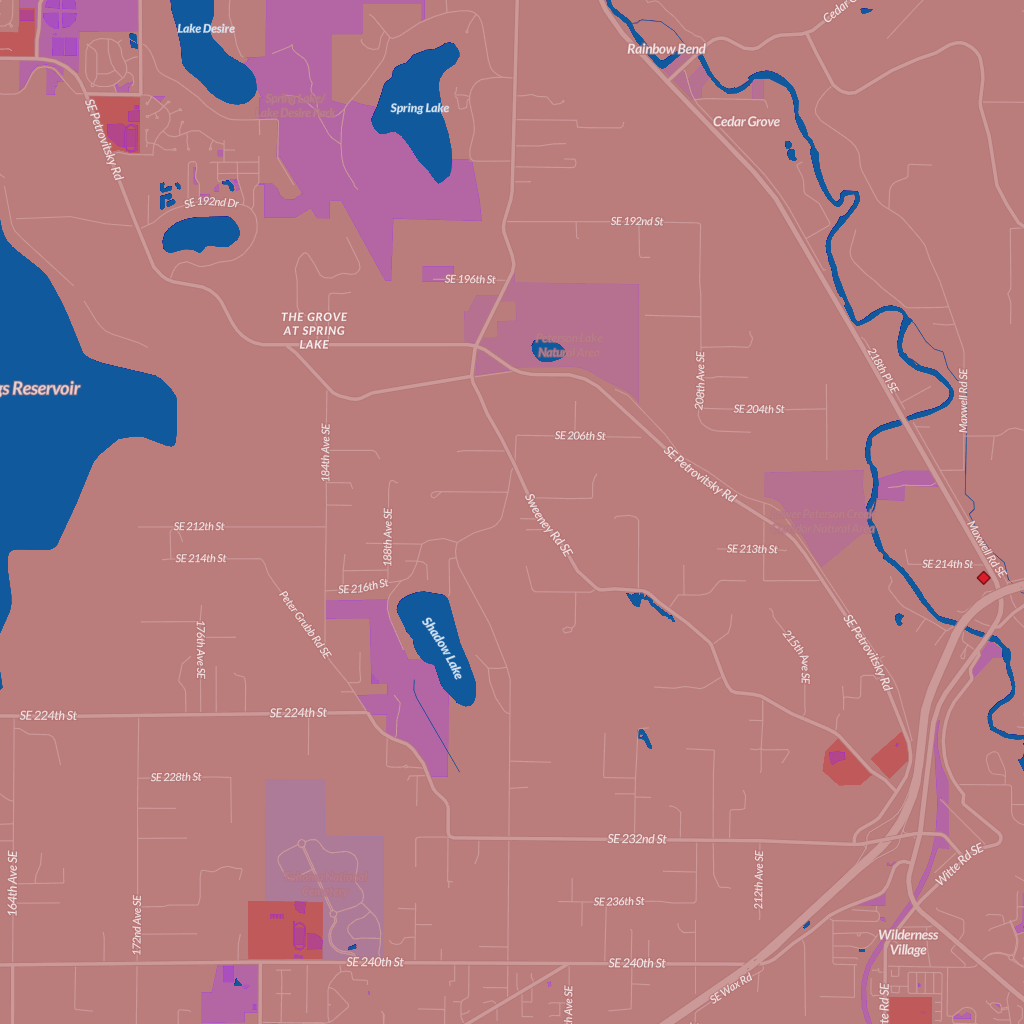 Lake Desire
Rainbow Bend
Cedar
Spring Lake
Spring Lake/
Lake Desire Park
Cedar Grove
SE Petrovitsky Rd
SE 192nd Dr
SE 192nd St
SE 196th St
THE GROVE
AT SPRING
LAKE
Peterson Lake
Natural Area
218th Pl SE
208th Ave SE
Maxwell Rd SE
gs Reservoir
SE 204th St
184th Ave SE
SE 206th St
SE Petrovitsky Rd
Sweeney Rd SE
188th Ave SE
SE 212th St
SE 213th St
Maxwell Rd SE
SE 214th St
SE 214th St
SE 216th St
Peter Grubb Rd SE
176th Ave SE
Shadow Lake
215th Ave SE
SE Petrovitsky Rd
SE 224th St
SE 224th St
SE 228th St
SE 232nd St
164th Ave SE
172nd Ave SE
212th Ave SE
Witte Rd SE
SE 236th St
Wilderness
Village
SE 240th St
SE 240th St
SE Wax Rd
th Ave SE
te Rd SE